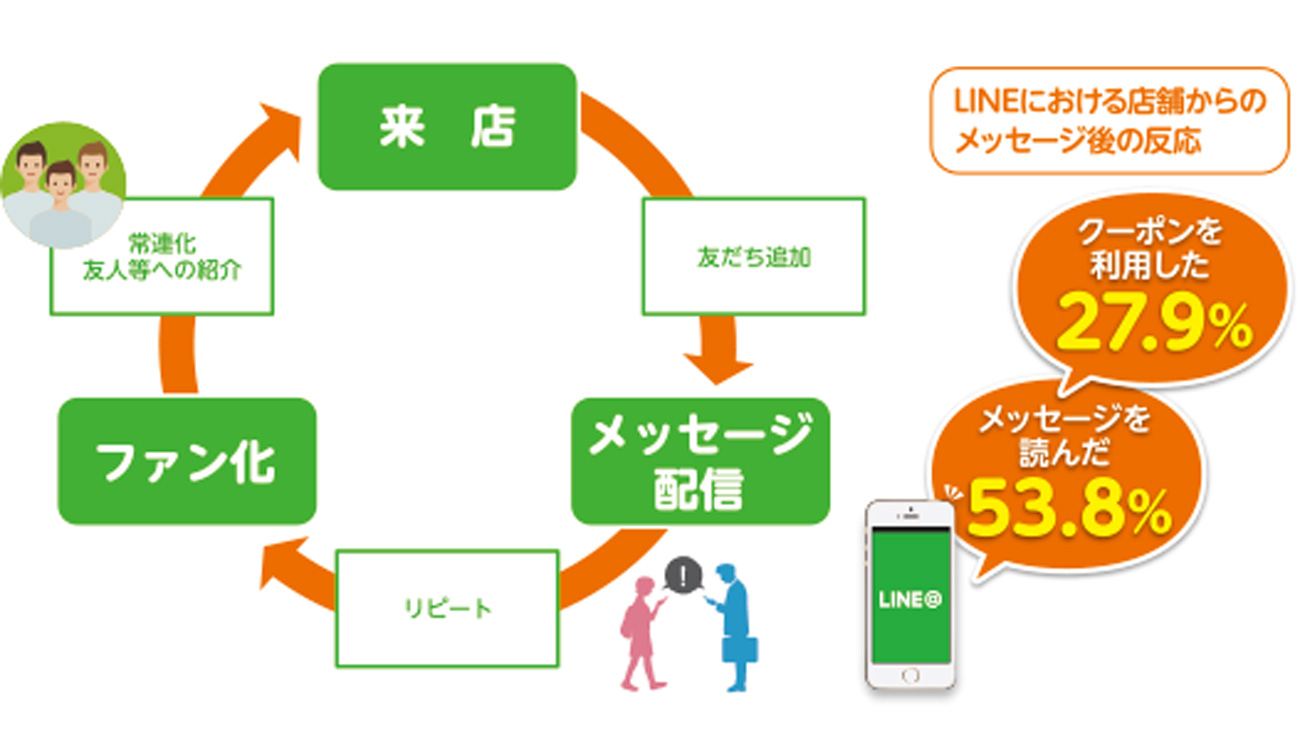 来 店
友だち追加
メッセージ
配信
リピート
ファン化
常連化
友人等への紹介
LINEにおける店舗からの
メッセージ後の反応
クーポンを
利用した
27.9%
メッセージを
読んだ
53.8%
!
LINE@